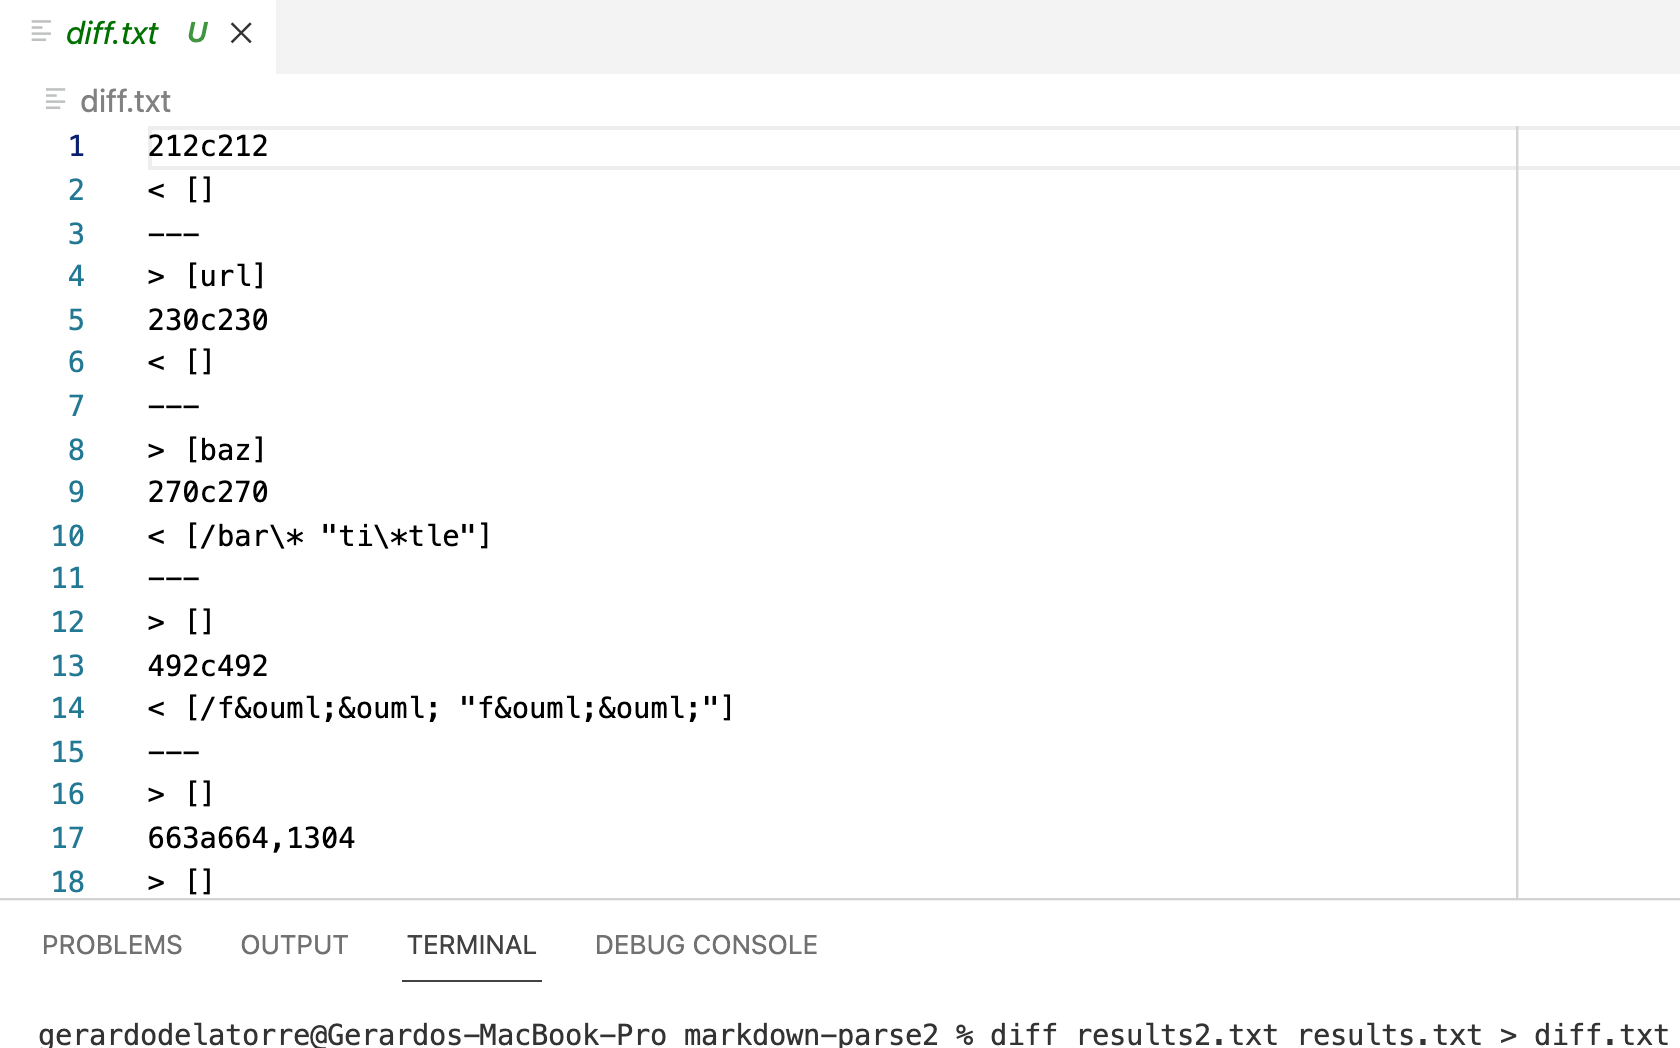 diff.txt U
diff.txt
1 212c212
2 < []
3 ---
4 > [url]
5 230c230
6 < []
7 ---
8 > [baz]
9 270c270
10 < [/bar\* "ti\*tle"]
11 ---
12 > []
13 492c492
14 < [/f&ouml;&ouml; "f&ouml;&ouml;"]
15 ---
16 > []
17 663a664,1304
18 > []
PROBLEMS OUTPUT TERMINAL DEBUG CONSOLE
gerardodelatorre@Gerardos-MacBook-Pro markdown-parse2 % diff results2.txt results.txt > diff.txt